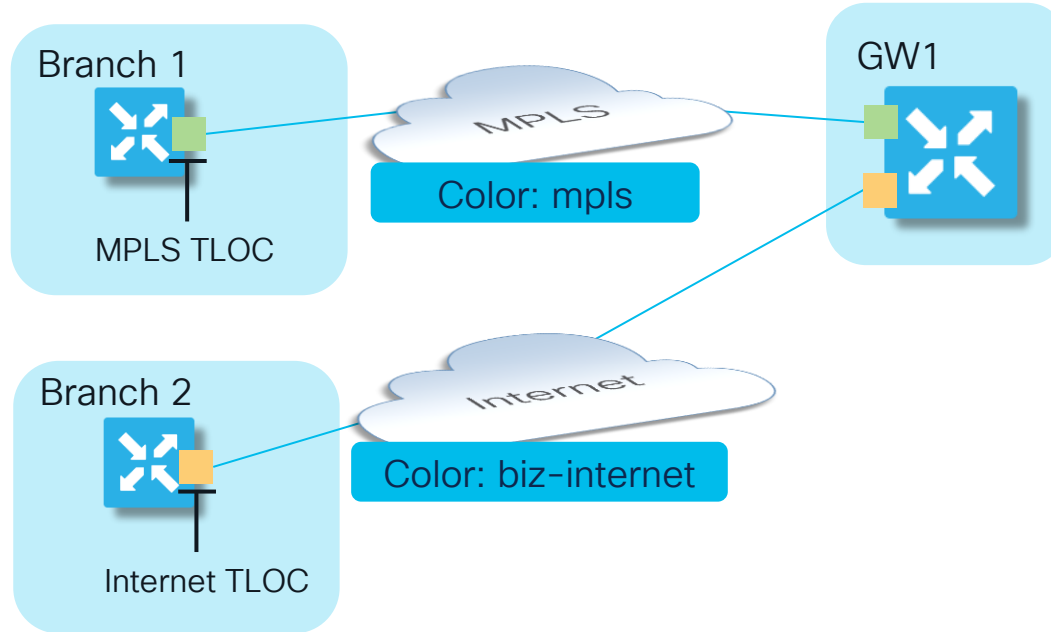 Branch 1
GW1
MPLS
Color: mpls
MPLS TLOC
Internet
Branch 2
Color: biz-internet
Internet TLOC